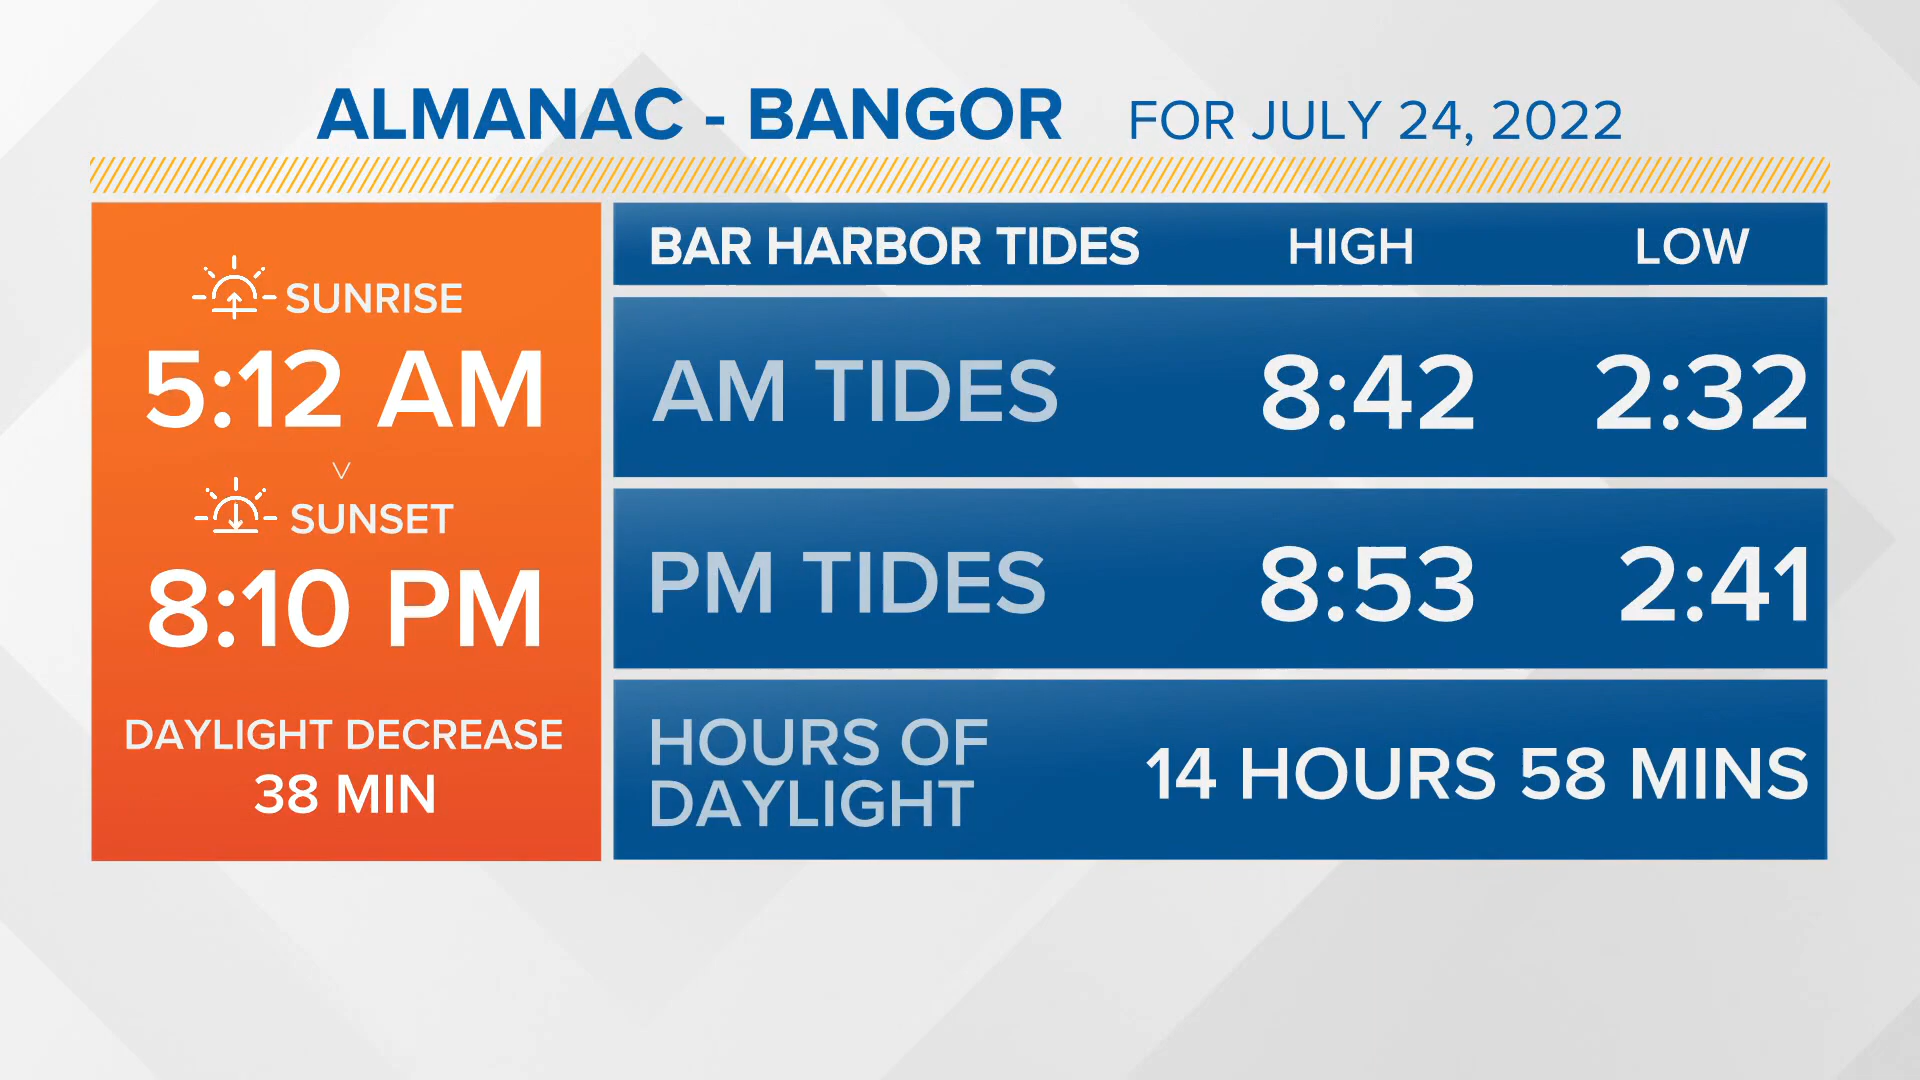 ALMANAC - BANGOR FOR JULY 24, 2022
SUNRISE
5:12 AM
SUNSET
8:10 PM
DAYLIGHT DECREASE
38 MIN
BAR HARBOR TIDES HIGH LOW
AM TIDES 8:42 2:32
PM TIDES 8:53 2:41
HOURS OF
DAYLIGHT
14 HOURS 58 MINS